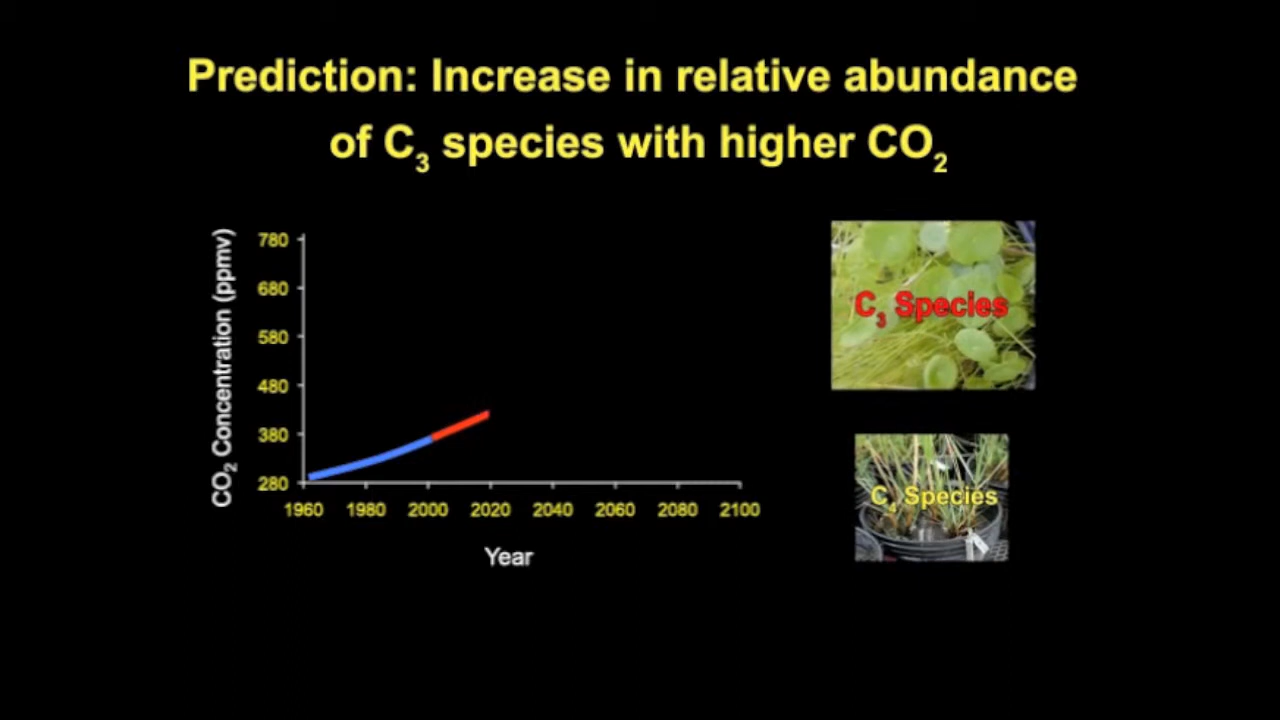 Prediction: Increase in relative abundance
of C₃ species with higher CO₂
CO₂ Concentration (ppmv)
780
680
580
480
380
280
1960 1980 2000 2020 2040 2060 2080 2100
Year
C₃ Species
C₄ Species